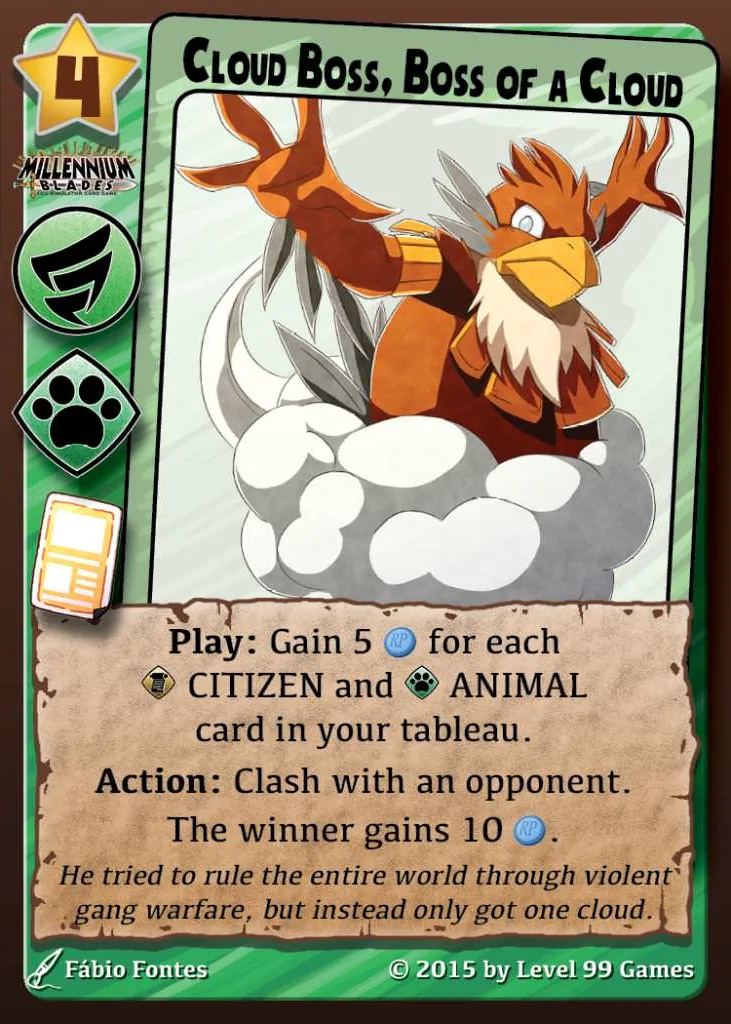 4
Cloud Boss, Boss of a Cloud
MILLENNIUM
BLADES
Play: Gain 5 RP for each
CITIZEN and ANIMAL
card in your tableau.
Action: Clash with an opponent.
The winner gains 10 RP.
He tried to rule the entire world through violent
gang warfare, but instead only got one cloud.
Fábio Fontes
© 2015 by Level 99 Games